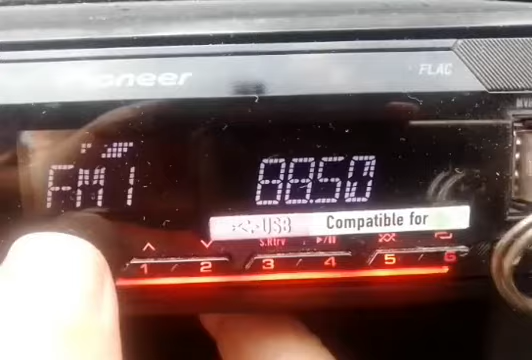 Pioneer
FLAC
FM1
88.50
USB Compatible for
S.Rtrv
1 / 2 3 / 4 5 / 6